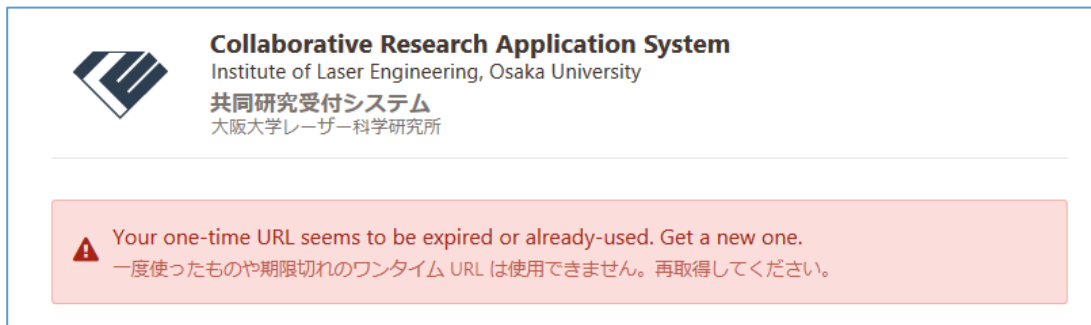 Collaborative Research Application System
Institute of Laser Engineering, Osaka University
共同研究受付システム
大阪大学レーザー科学研究所
Your one-time URL seems to be expired or already-used. Get a new one.
一度使ったものや期限切れのワンタイム URL は使用できません。再取得してください。